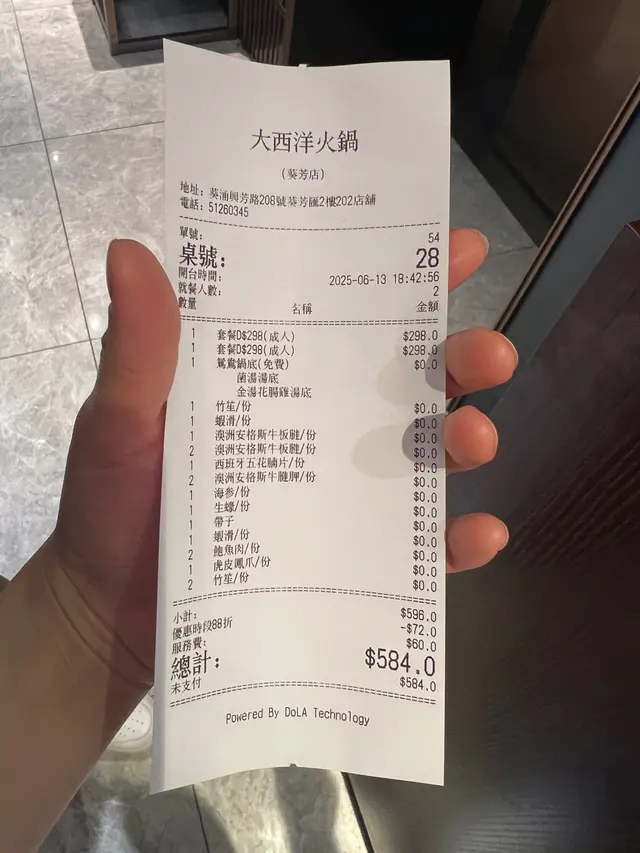 大西洋火鍋
(葵芳店)
地址: 葵涌興芳路208號葵芳匯2樓202店舖
電話: 51260345
單號: 54
桌號: 28
開台時間: 2025-06-13 18:42:56
就餐人數: 2
數量 名稱 金額
1 套餐D$298(成人) $298.0
1 套餐D$298(成人) $298.0
1 鴛鴦鍋底(免費) $0.0
菌湯湯底
金湯花膠雞湯底
1 竹笙/份 $0.0
1 蝦滑/份 $0.0
1 澳洲安格斯牛板腱/份 $0.0
2 澳洲安格斯牛板腱/份 $0.0
1 西班牙五花腩片/份 $0.0
2 澳洲安格斯牛腱胛/份 $0.0
1 海参/份 $0.0
1 生蠔/份 $0.0
1 帶子 $0.0
1 蝦滑/份 $0.0
2 鮑魚肉/份 $0.0
1 虎皮鳳爪/份 $0.0
2 竹笙/份 $0.0
小計: $596.0
優惠時段88折 -$72.0
服務費: $60.0
總計: $584.0
未支付 $584.0
Powered By DoLA Technology